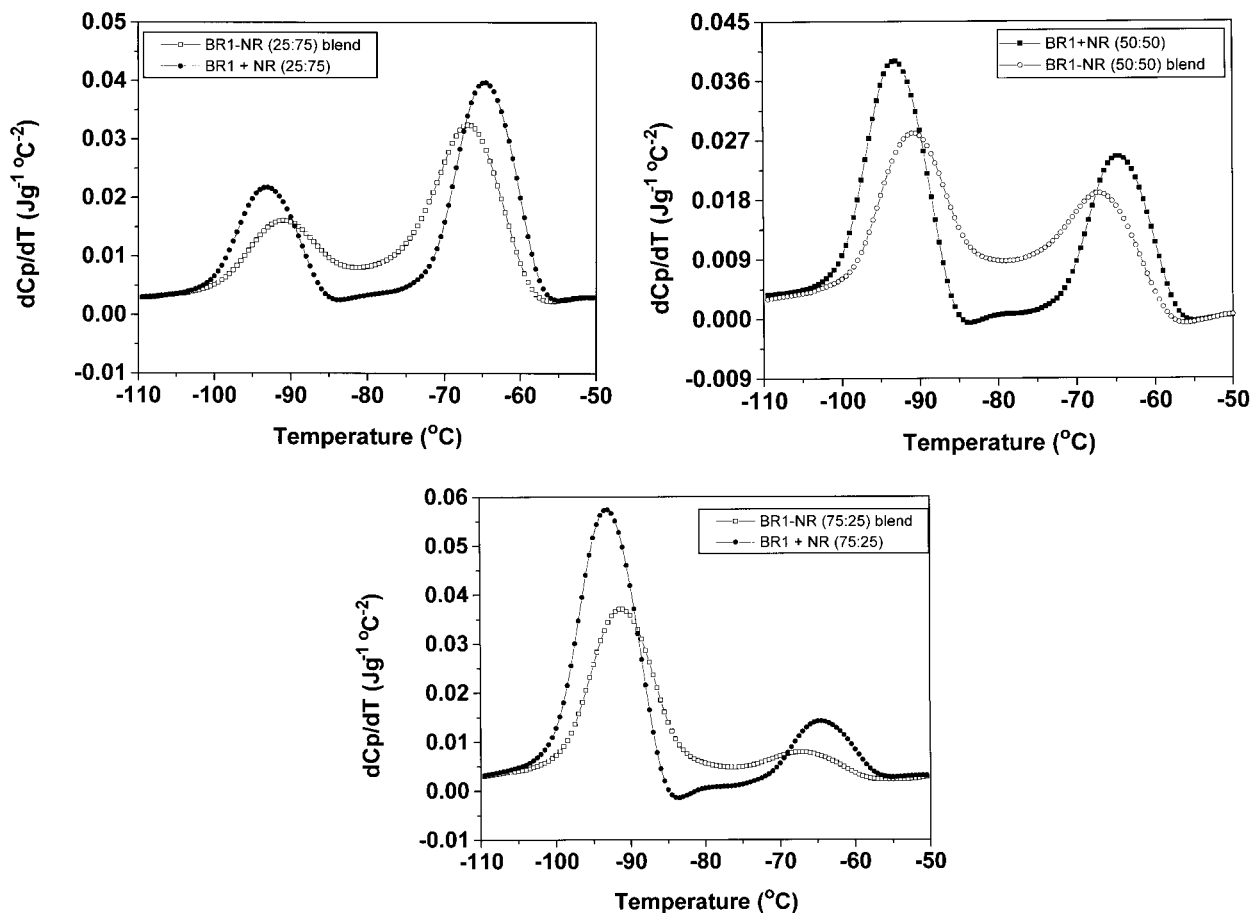 0.05
0.04
0.03
0.02
0.01
0.00
-0.01
dCp/dT (Jg⁻¹ °C⁻²)
BR1-NR (25:75) blend
BR1 + NR (25:75)
-110 -100 -90 -80 -70 -60 -50
Temperature (°C)
0.045
0.036
0.027
0.018
0.009
0.000
-0.009
dCp/dT (Jg⁻¹ °C⁻²)
BR1+NR (50:50)
BR1-NR (50:50) blend
-110 -100 -90 -80 -70 -60 -50
Temperature (°C)
0.06
0.05
0.04
0.03
0.02
0.01
0.00
-0.01
dCp/dT (Jg⁻¹ °C⁻²)
BR1-NR (75:25) blend
BR1 + NR (75:25)
-110 -100 -90 -80 -70 -60 -50
Temperature (°C)